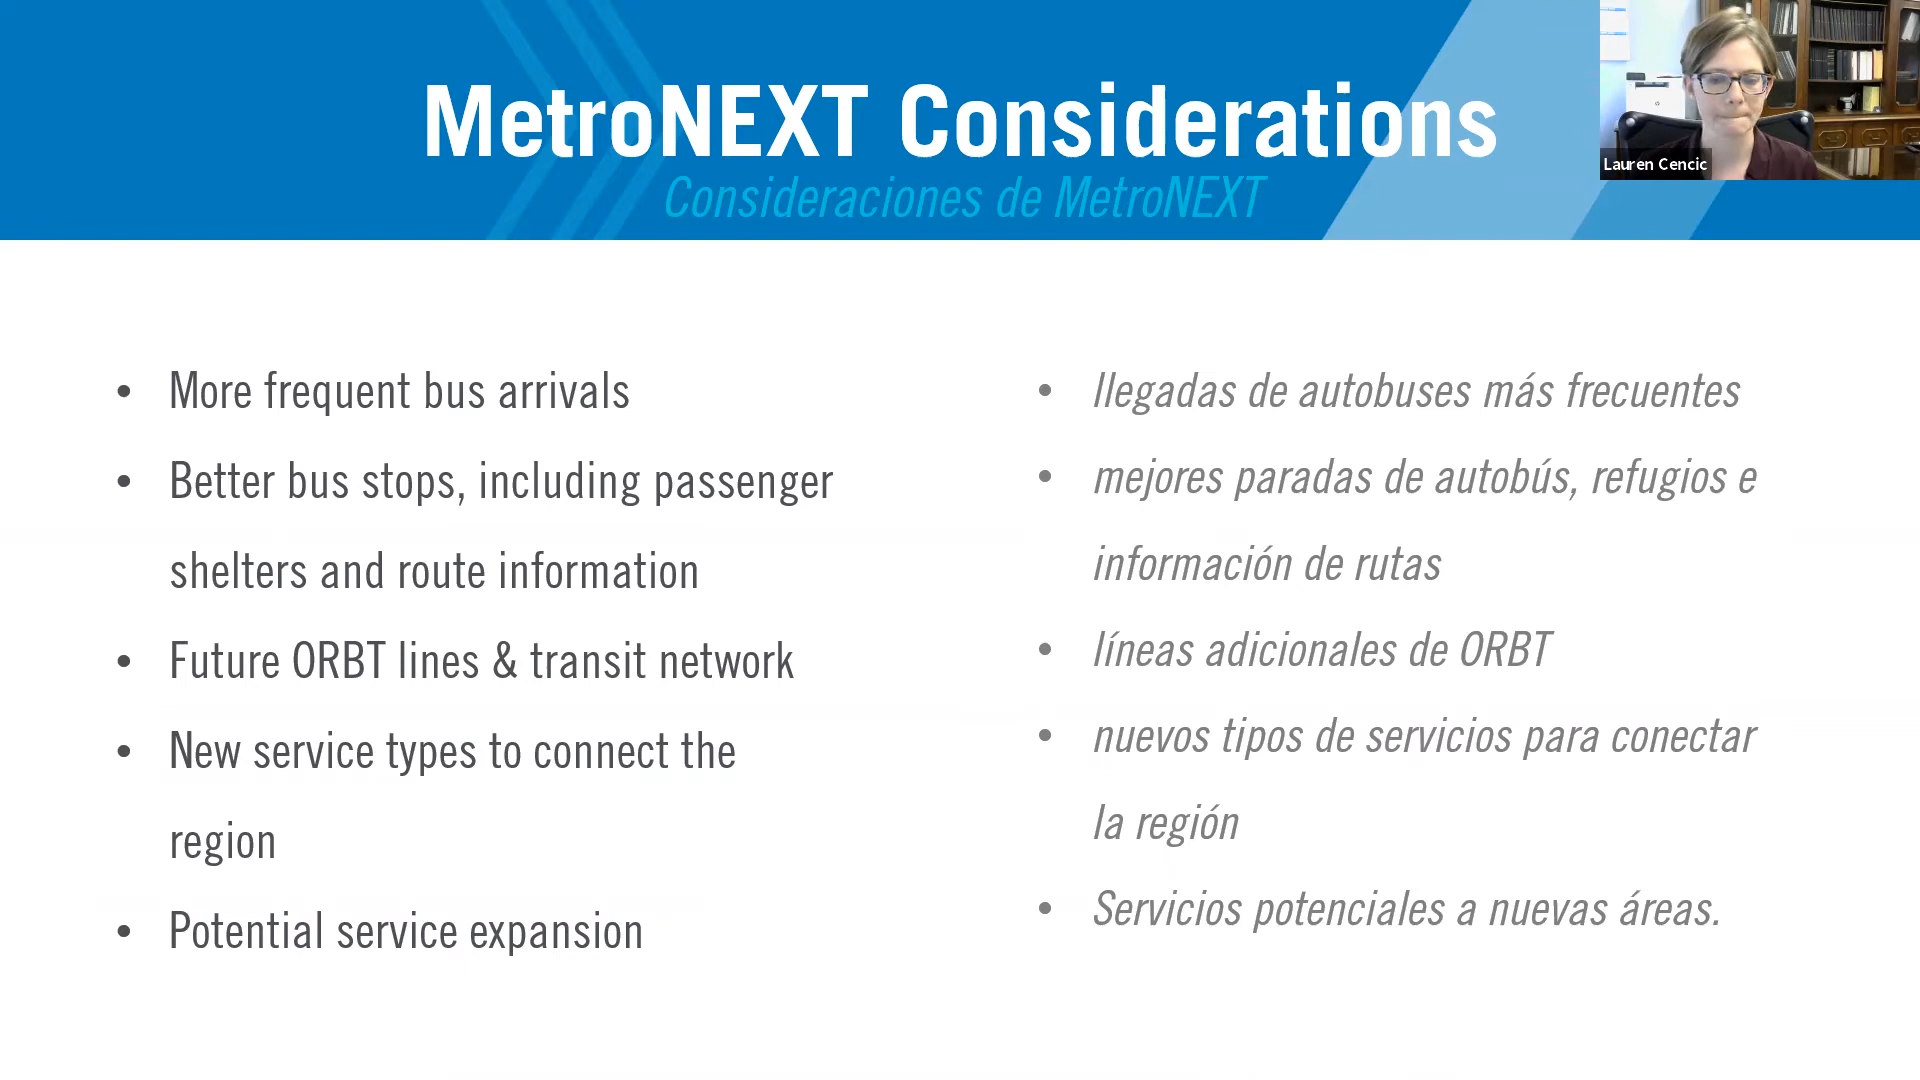 MetroNEXT Considerations
Consideraciones de MetroNEXT
Lauren Cencic
• More frequent bus arrivals
• Better bus stops, including passenger
shelters and route information
• Future ORBT lines & transit network
• New service types to connect the
region
• Potential service expansion
• llegadas de autobuses más frecuentes
• mejores paradas de autobús, refugios e
información de rutas
• líneas adicionales de ORBT
• nuevos tipos de servicios para conectar
la región
• Servicios potenciales a nuevas áreas.